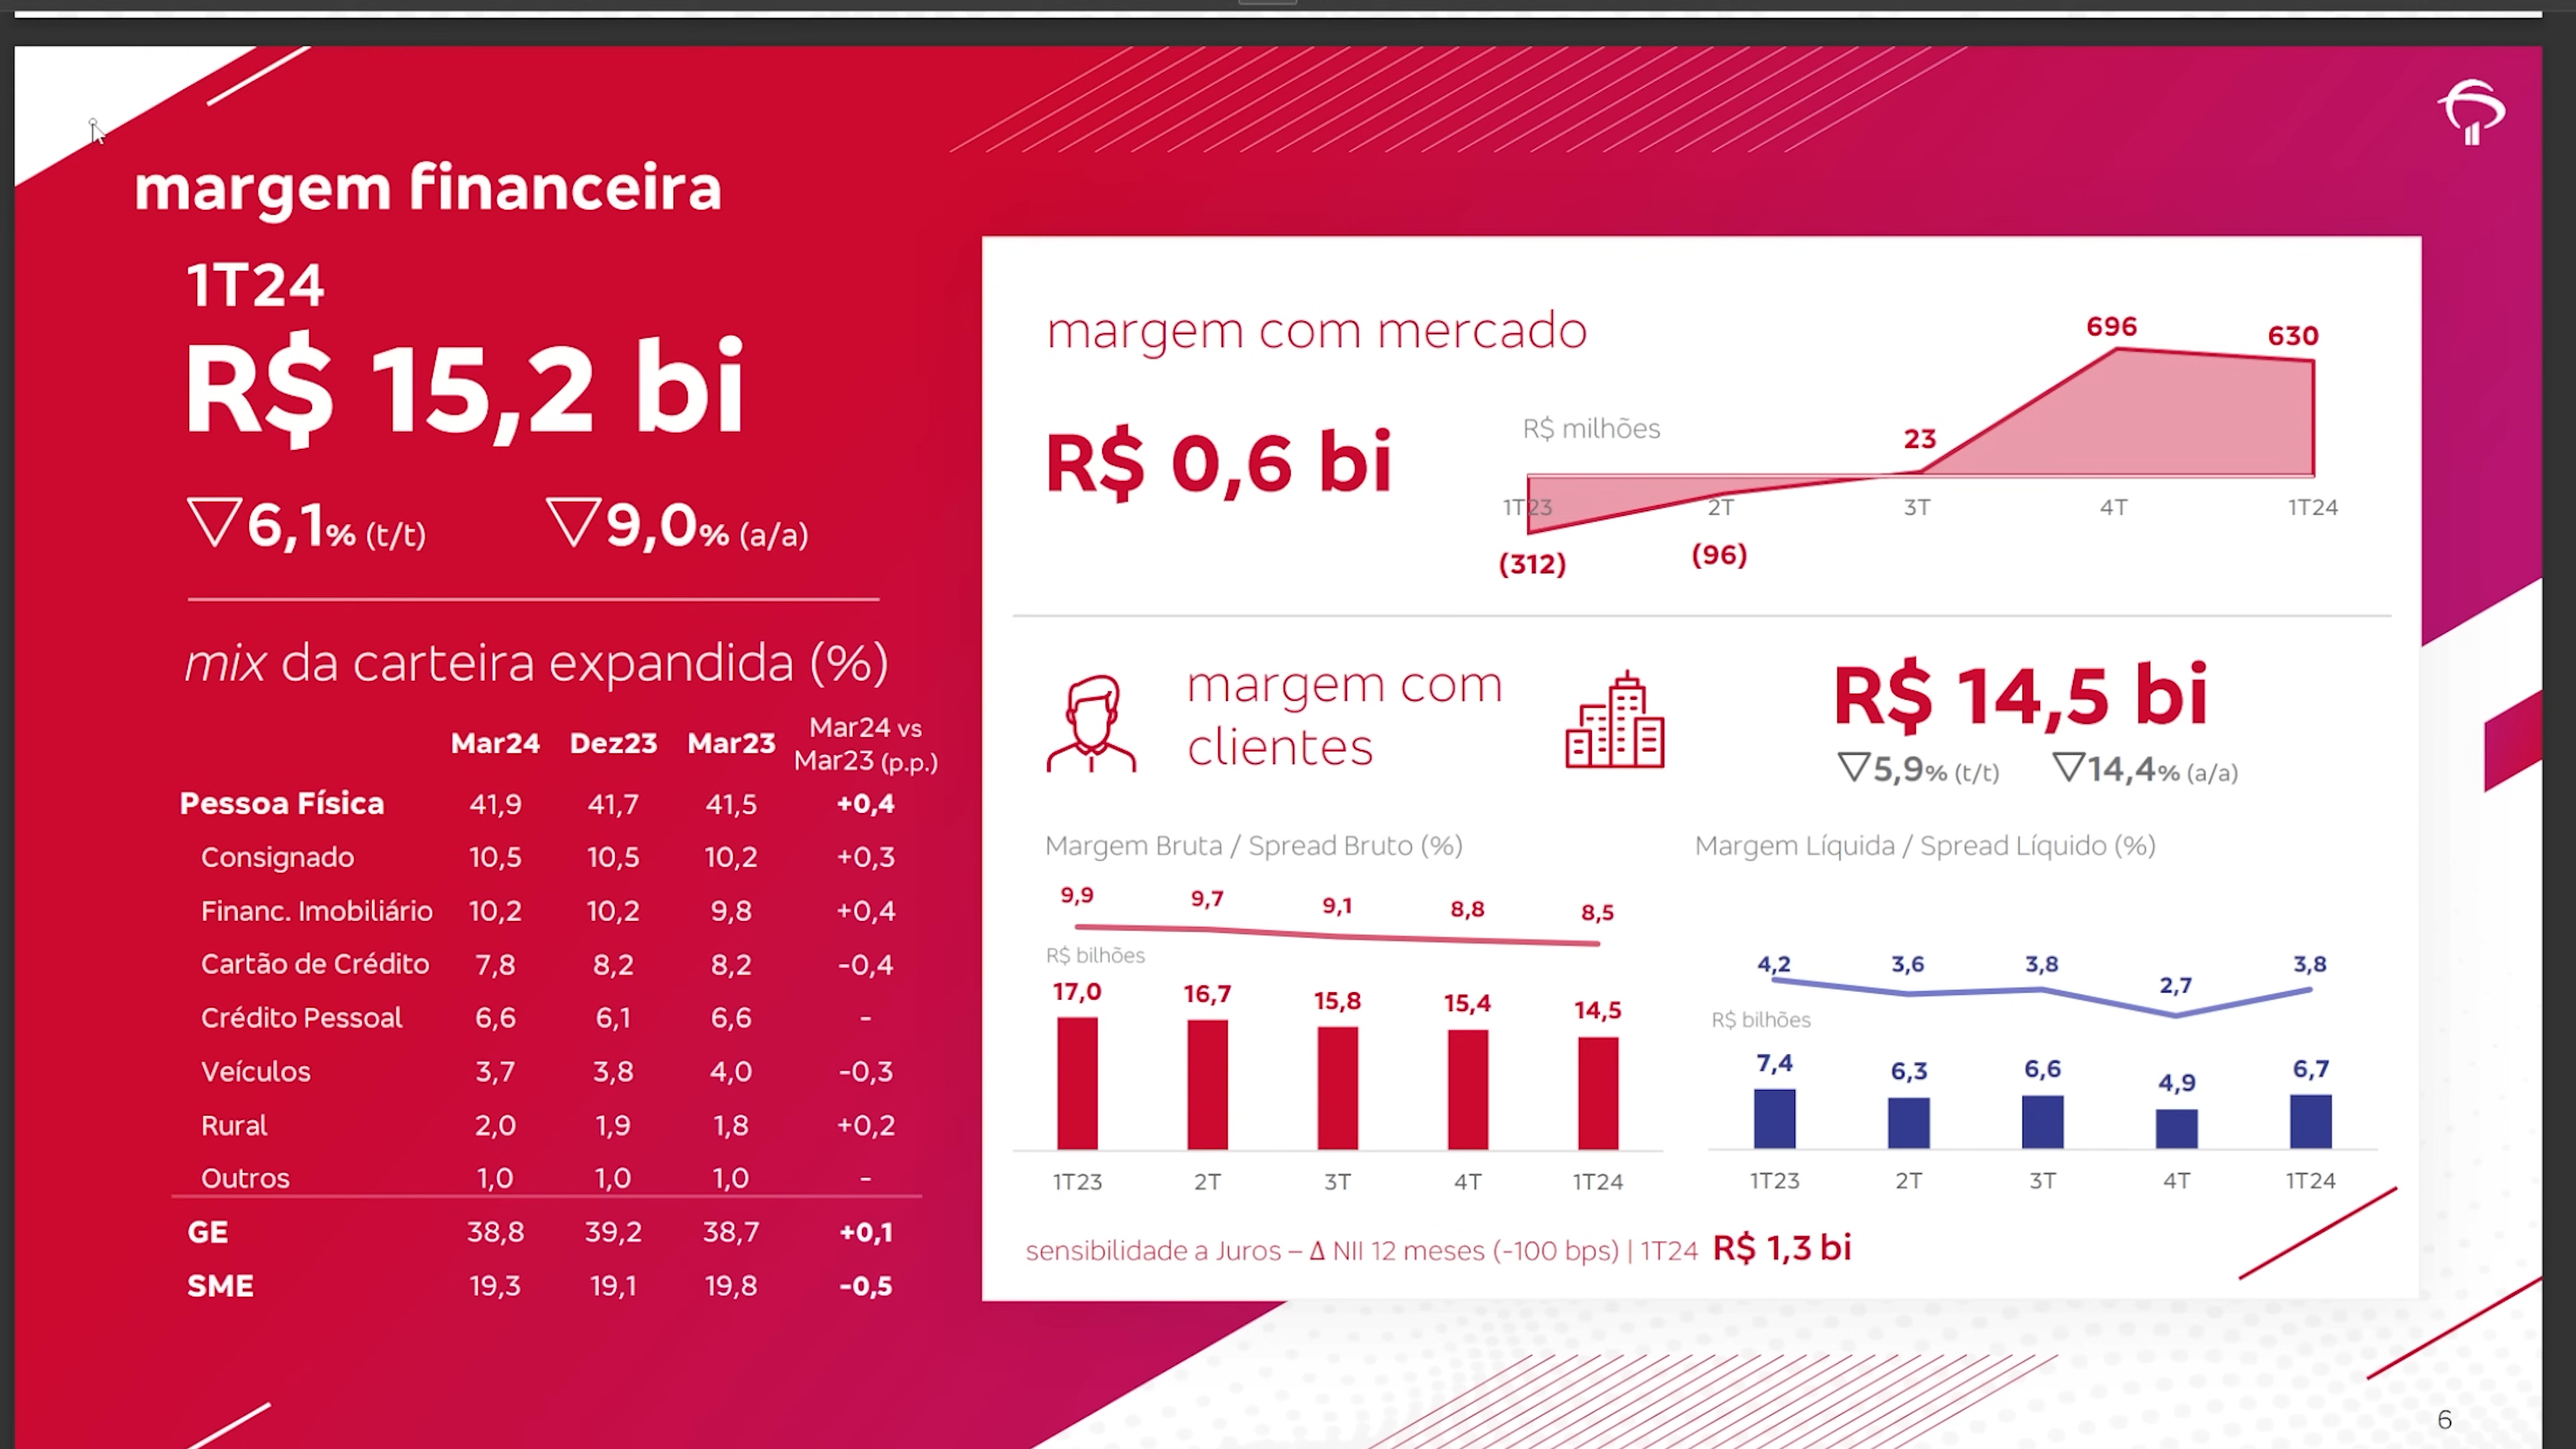 margem financeira
1T24
R$ 15,2 bi
▽6,1% (t/t) ▽9,0% (a/a)
mix da carteira expandida (%)
Mar24 Dez23 Mar23 Mar24 vs
Mar23 (p.p.)
Pessoa Física 41,9 41,7 41,5 +0,4
Consignado 10,5 10,5 10,2 +0,3
Financ. Imobiliário 10,2 10,2 9,8 +0,4
Cartão de Crédito 7,8 8,2 8,2 -0,4
Crédito Pessoal 6,6 6,1 6,6 -
Veículos 3,7 3,8 4,0 -0,3
Rural 2,0 1,9 1,8 +0,2
Outros 1,0 1,0 1,0 -
GE 38,8 39,2 38,7 +0,1
SME 19,3 19,1 19,8 -0,5
margem com mercado
R$ 0,6 bi
R$ milhões
696 630
23
1T23 2T 3T 4T 1T24
(312) (96)
margem com
clientes
R$ 14,5 bi
▽5,9% (t/t) ▽14,4% (a/a)
Margem Bruta / Spread Bruto (%)
9,9 9,7 9,1 8,8 8,5
R$ bilhões
17,0 16,7 15,8 15,4 14,5
1T23 2T 3T 4T 1T24
Margem Líquida / Spread Líquido (%)
4,2 3,6 3,8 2,7 3,8
R$ bilhões
7,4 6,3 6,6 4,9 6,7
1T23 2T 3T 4T 1T24
sensibilidade a Juros – Δ NII 12 meses (-100 bps) | 1T24 R$ 1,3 bi
6